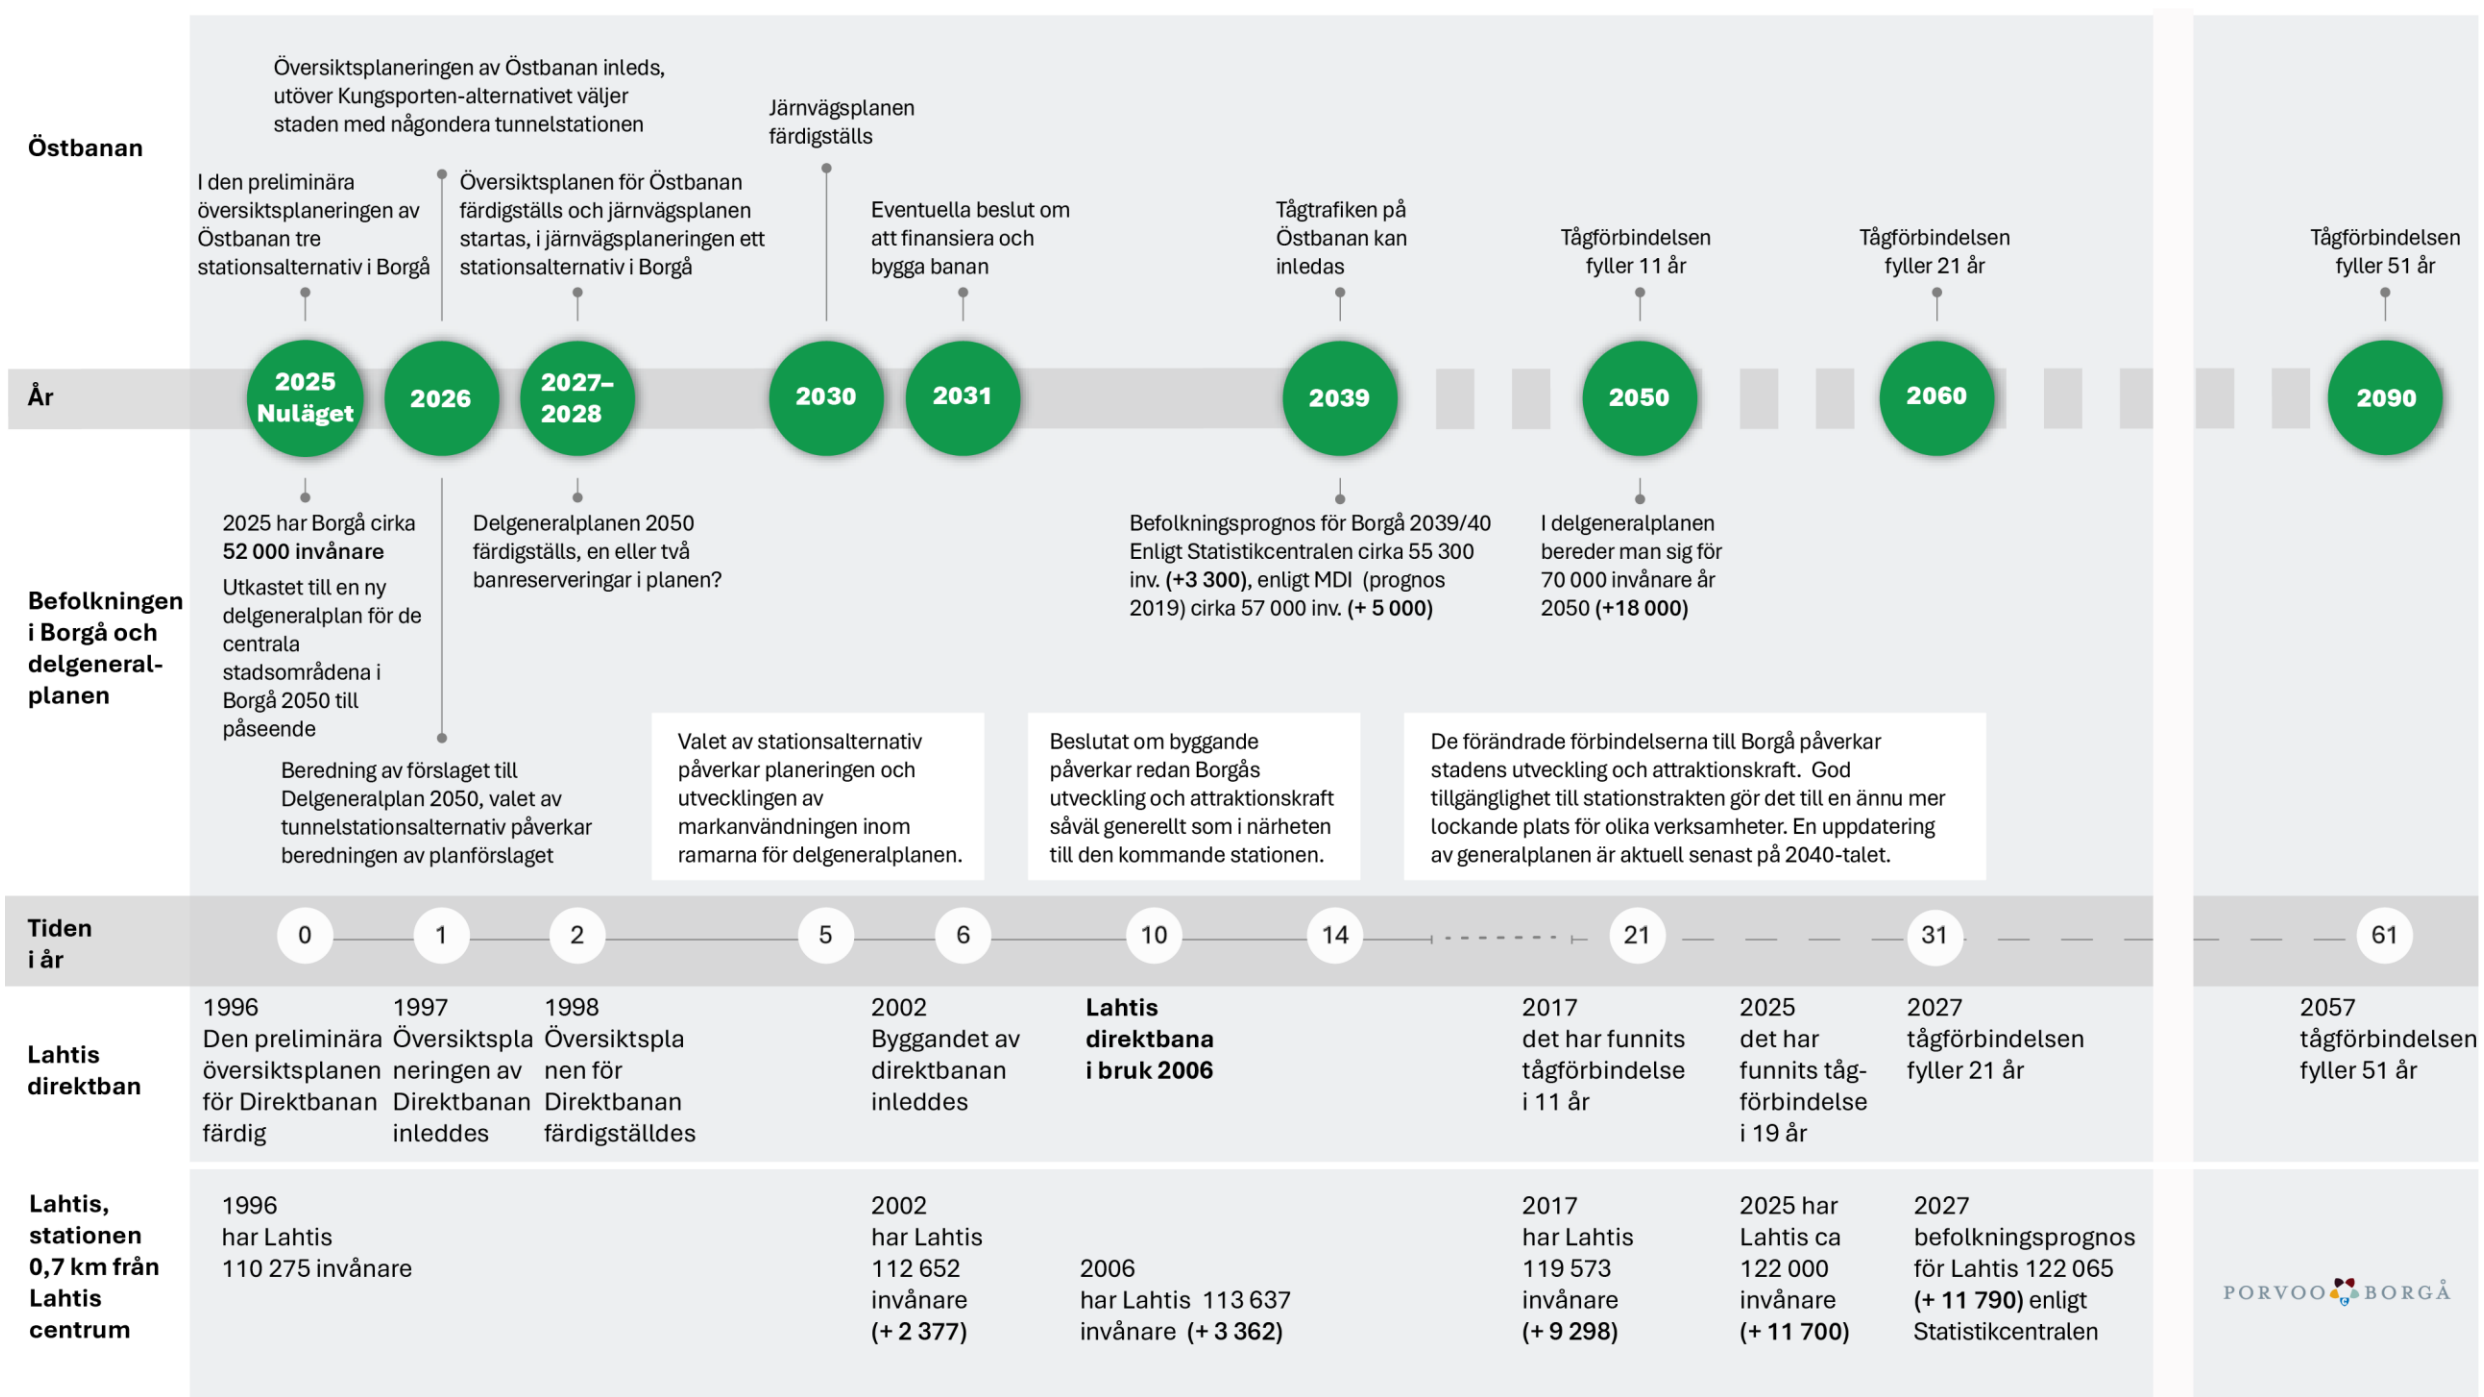 Östbanan
Översiktsplaneringen av Östbanan inleds,
utöver Kungsporten-alternativet väljer
staden med någondera tunnelstationen
I den preliminära
översiktsplaneringen av
Östbanan tre
stationsalternativ i Borgå
Översiktsplanen för Östbanan
färdigställs och järnvägsplanen
startas, i järnvägsplaneringen ett
stationsalternativ i Borgå
Järnvägsplanen
färdigställs
Eventuella beslut om
att finansiera och
bygga banan
Tågtrafiken på
Östbanan kan
inledas
Tågförbindelsen
fyller 11 år
Tågförbindelsen
fyller 21 år
Tågförbindelsen
fyller 51 år
År
2025
Nuläget
2026
2027–
2028
2030
2031
2039
2050
2060
2090
Befolkningen
i Borgå och
delgeneral-
planen
2025 har Borgå cirka
52 000 invånare
Utkastet till en ny
delgeneralplan för de
centrala
stadsområdena i
Borgå 2050 till
påseende
Beredning av förslaget till
Delgeneralplan 2050, valet av
tunnelstationsalternativ påverkar
beredningen av planförslaget
Delgeneralplanen 2050
färdigställs, en eller två
banreserveringar i planen?
Befolkningsprognos för Borgå 2039/40
Enligt Statistikcentralen cirka 55 300
inv. (+3 300), enligt MDI (prognos
2019) cirka 57 000 inv. (+ 5 000)
I delgeneralplanen
bereder man sig för
70 000 invånare år
2050 (+18 000)
Valet av stationsalternativ
påverkar planeringen och
utvecklingen av
markanvändningen inom
ramarna för delgeneralplanen.
Beslutat om byggande
påverkar redan Borgås
utveckling och attraktionskraft
såväl generellt som i närheten
till den kommande stationen.
De förändrade förbindelserna till Borgå påverkar
stadens utveckling och attraktionskraft. God
tillgänglighet till stationstrakten gör det till en ännu mer
lockande plats för olika verksamheter. En uppdatering
av generalplanen är aktuell senast på 2040-talet.
Tiden
i år
0
1
2
5
6
10
14
21
31
61
Lahtis
direktban
1996
Den preliminära
översiktsplanen
för Direktbanan
färdig
1997
Översiktspla
neringen av
Direktbanan
inleddes
1998
Översiktspla
nen för
Direktbanan
färdigställdes
2002
Byggandet av
direktbanan
inleddes
Lahtis
direktbana
i bruk 2006
2017
det har funnits
tågförbindelse
i 11 år
2025
det har
funnits tåg-
förbindelse
i 19 år
2027
tågförbindelsen
fyller 21 år
2057
tågförbindelsen
fyller 51 år
Lahtis,
stationen
0,7 km från
Lahtis
centrum
1996
har Lahtis
110 275 invånare
2002
har Lahtis
112 652
invånare
(+ 2 377)
2006
har Lahtis 113 637
invånare (+ 3 362)
2017
har Lahtis
119 573
invånare
(+ 9 298)
2025 har
Lahtis ca
122 000
invånare
(+ 11 700)
2027
befolkningsprognos
för Lahtis 122 065
(+ 11 790) enligt
Statistikcentralen
PORVOO BORGÅ